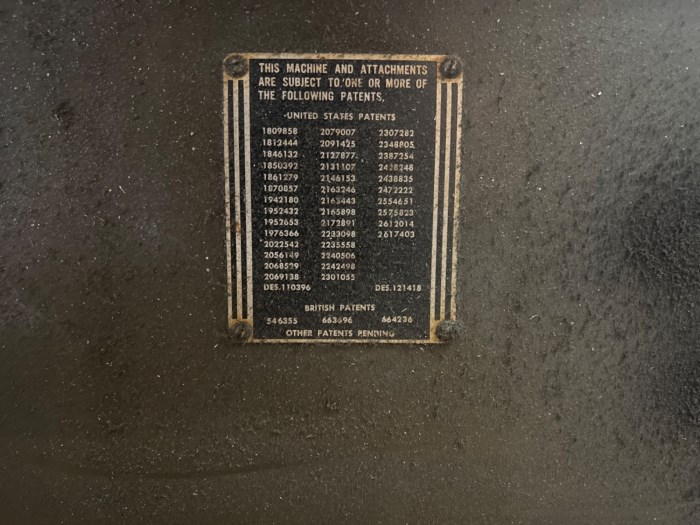 THIS MACHINE AND ATTACHMENTS
ARE SUBJECT TO ONE OR MORE OF
THE FOLLOWING PATENTS.
UNITED STATES PATENTS
1809858 2079007 2307282
1812444 2091425 2348805
1846132 2127877 2387254
1850392 2131107 2428248
1861279 2146153 2438835
1870857 2163246 2472222
1942180 2163443 2554651
1952432 2165898 2575823
1952653 2172891 2612014
1976366 2233098 2617403
2022542 2235558
2056149 2240506
2068529 2242498
2069138 2301055
DES.110396 DES.121418
BRITISH PATENTS
546355 663696 664236
OTHER PATENTS PENDING